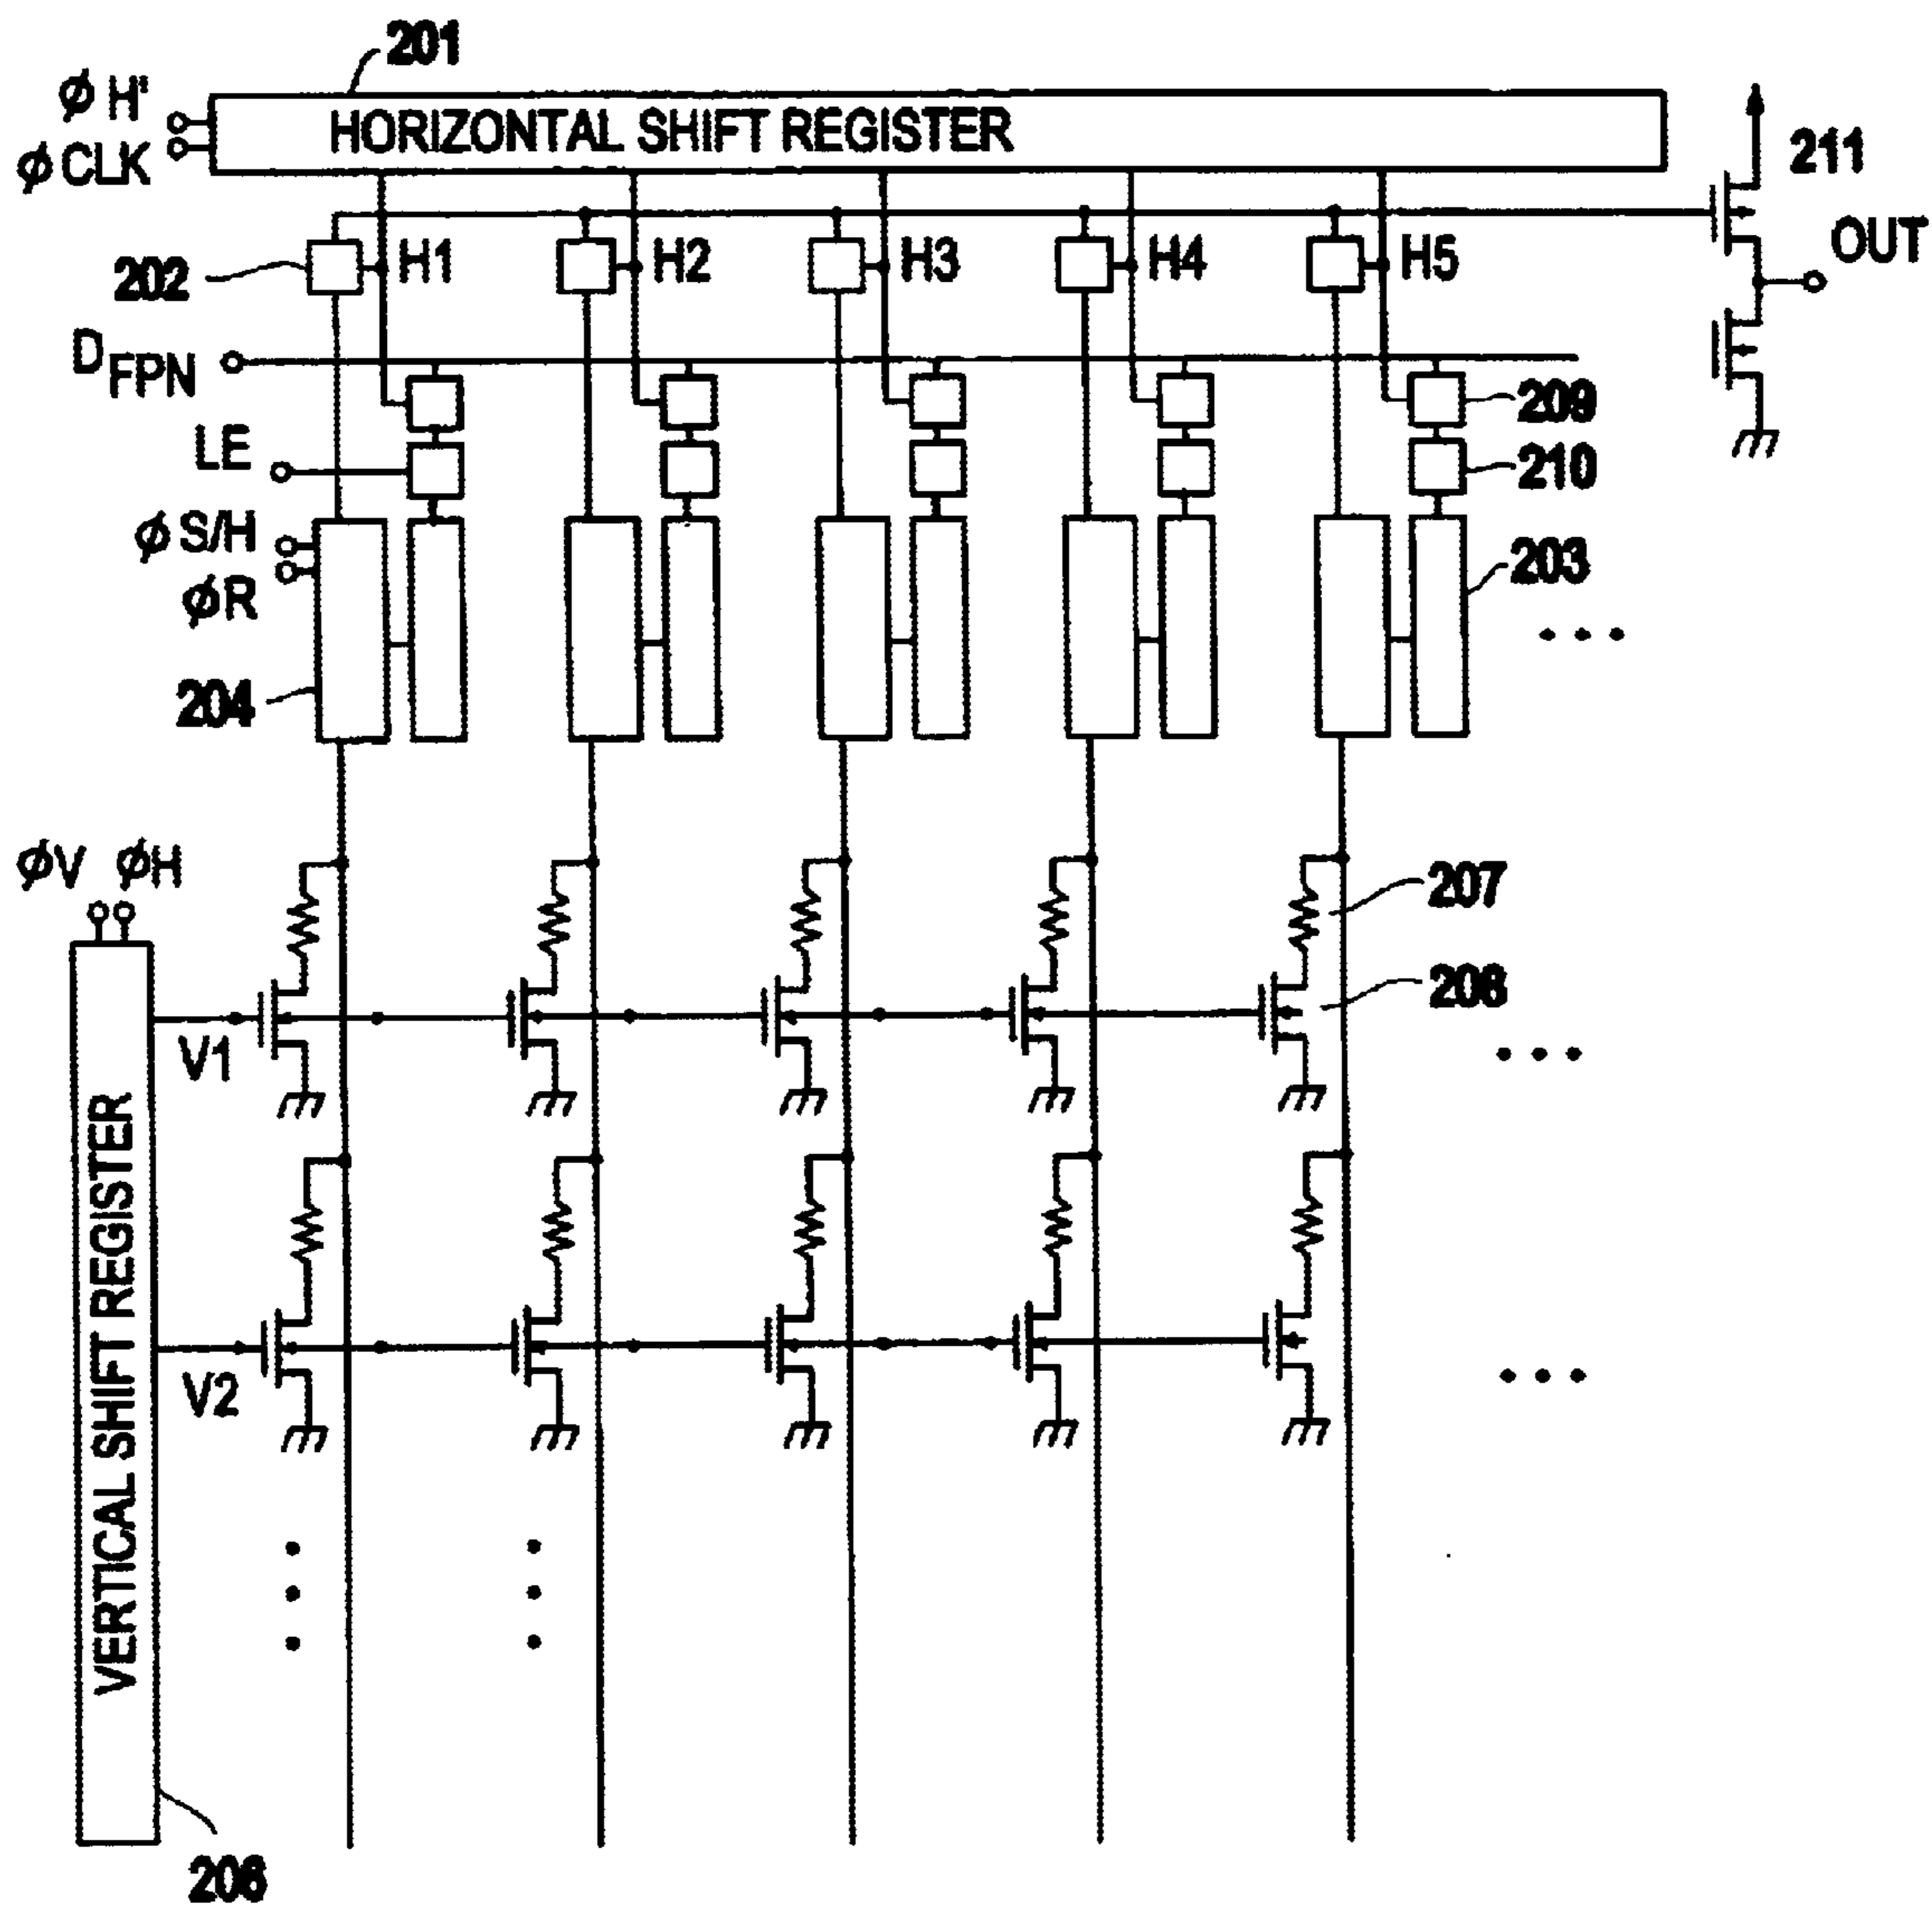 201
φH'
HORIZONTAL SHIFT REGISTER
φCLK
211
OUT
H1
H2
H3
H4
H5
202
DFPN
209
LE
210
φS/H
φR
203
204
φV φH
207
208
V1
VERTICAL SHIFT REGISTER
V2
206